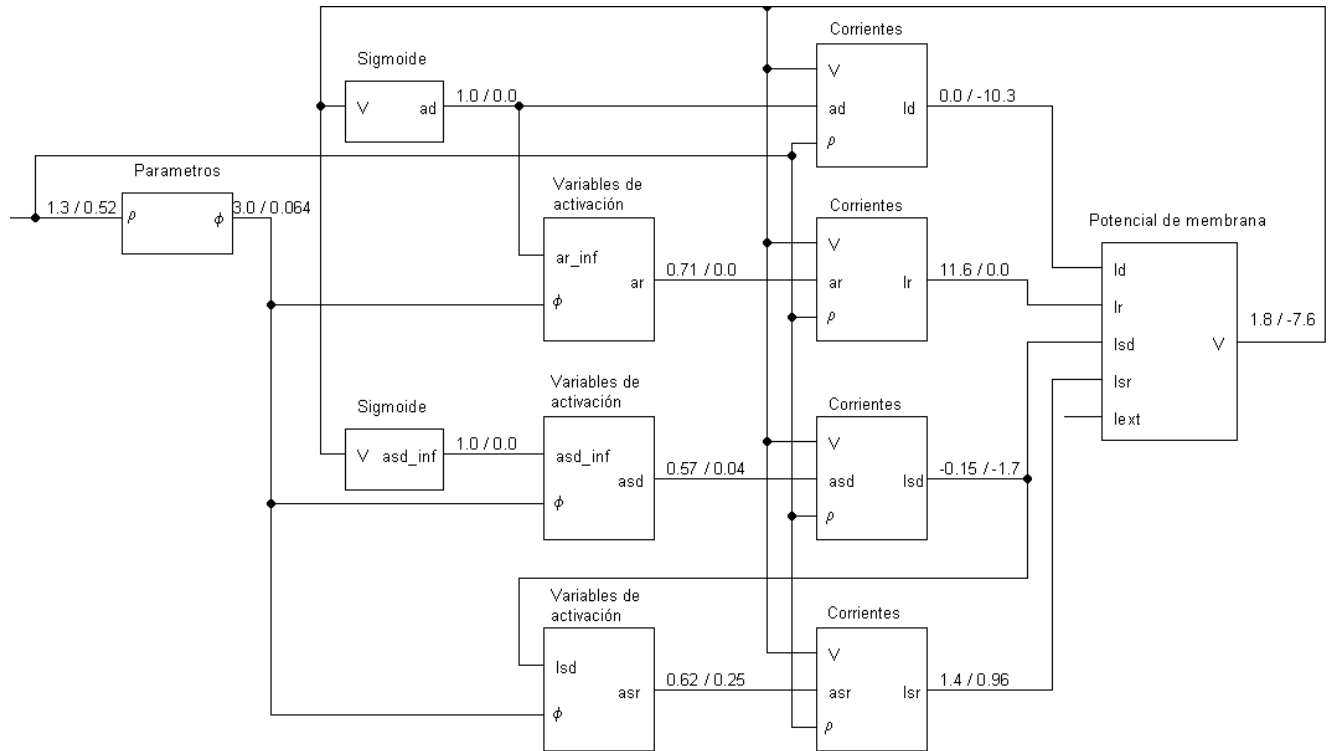 Corrientes
Sigmoide
V
V
ad
1.0 / 0.0
ad
Id
0.0 / -10.3
ρ
Parametros
1.3 / 0.52
ρ
ϕ
3.0 / 0.064
Variables de
activación
Corrientes
Potencial de membrana
ar_inf
ar
ϕ
0.71 / 0.0
V
ar
Ir
ρ
11.6 / 0.0
Id
Ir
Isd
Isr
Iext
V
1.8 / -7.6
Variables de
activación
Sigmoide
Corrientes
V asd_inf
1.0 / 0.0
asd_inf
asd
ϕ
0.57 / 0.04
V
asd
Isd
ρ
-0.15 / -1.7
Variables de
activación
Corrientes
Isd
asr
ϕ
0.62 / 0.25
V
asr
Isr
ρ
1.4 / 0.96